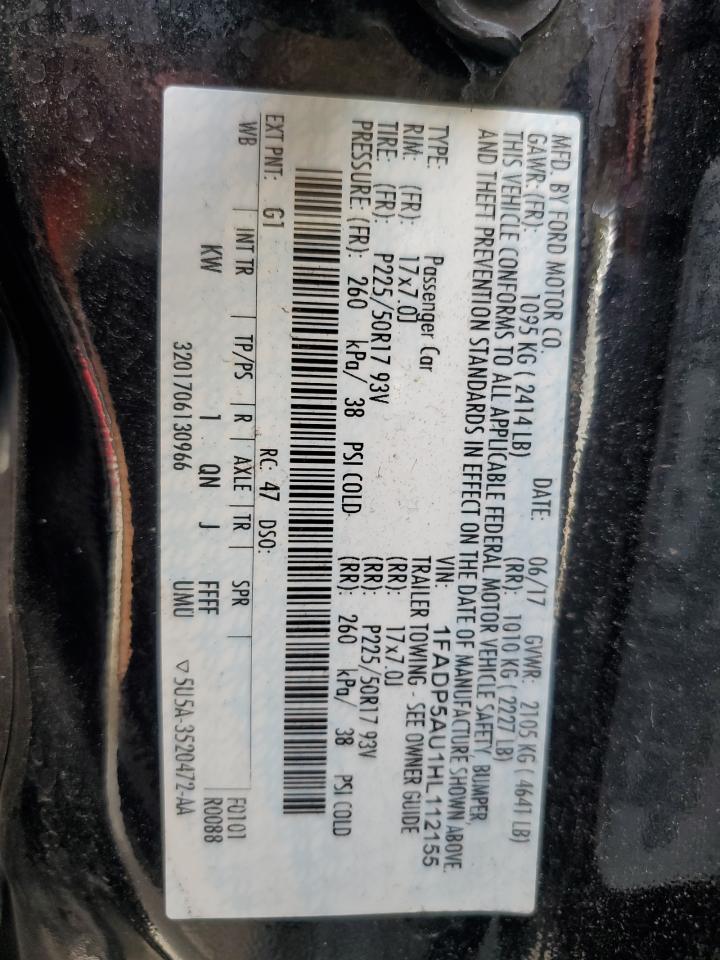 MFD. BY FORD MOTOR CO. DATE: 06/17 GVWR: 2105 KG ( 4641 LB)
GAWR: (FR): 1095 KG ( 2414 LB) (RR): 1010 KG ( 2227 LB)
THIS VEHICLE CONFORMS TO ALL APPLICABLE FEDERAL MOTOR VEHICLE SAFETY, BUMPER,
AND THEFT PREVENTION STANDARDS IN EFFECT ON THE DATE OF MANUFACTURE SHOWN ABOVE.
VIN: 1FADP5AU1HL112155
TYPE: Passenger Car TRAILER TOWING - SEE OWNER GUIDE
RIM: (FR): 17x7.0J (RR): 17x7.0J
TIRE: (FR): P225/50R17 93V (RR): P225/50R17 93V
PRESSURE: (FR): 260 kPa/ 38 PSI COLD (RR): 260 kPa/ 38 PSI COLD
EXT PNT: G1 RC: 47 DSO: F0101
WB INT TR TP/PS R AXLE TR SPR R0088
KW 1 QN J FFFF
3201706130966 UMU ▽5U5A-3520472-AA